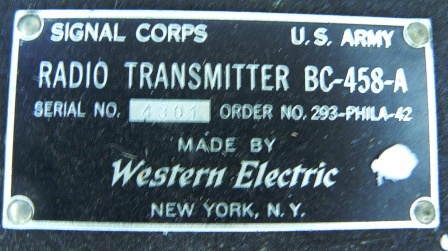 SIGNAL CORPS U. S. ARMY
RADIO TRANSMITTER BC-458-A
SERIAL NO. 4301 ORDER NO. 293-PHILA-42
MADE BY
Western Electric
NEW YORK, N. Y.